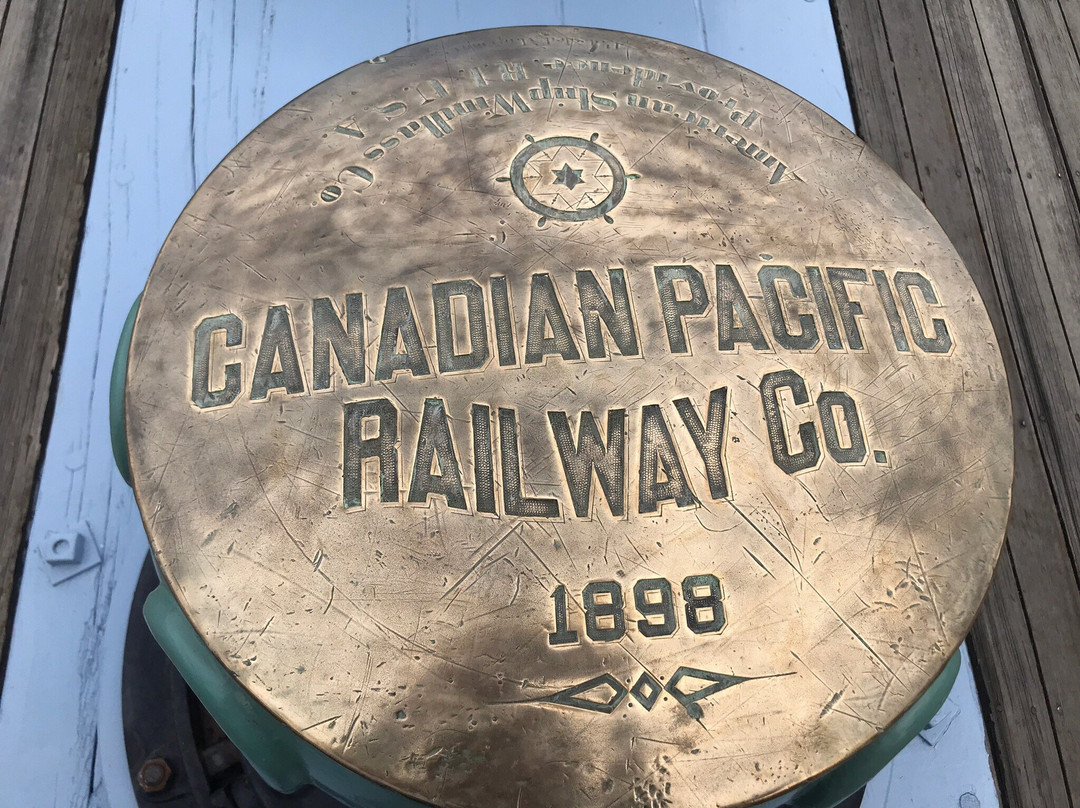 American Ship Windlass Co.
Providence. R.I. U.S.A.
CANADIAN PACIFIC
RAILWAY CO.
1898